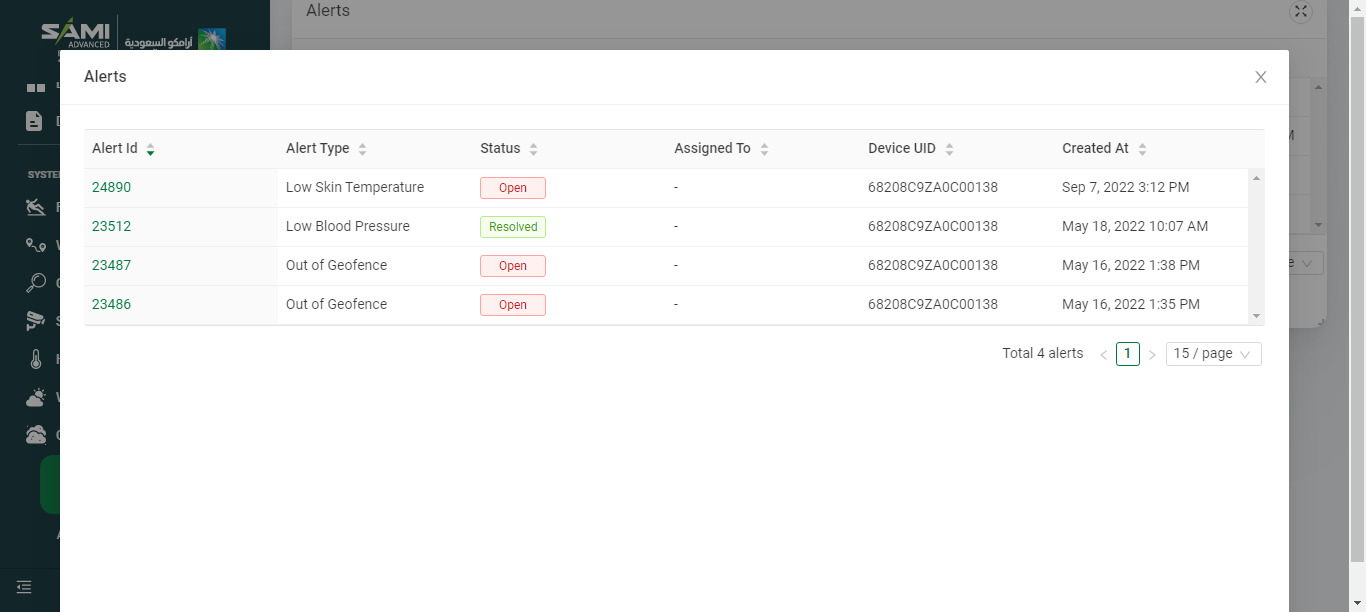 Alerts
SAMI
ADVANCED
أرامكو السعودية
Alerts
Alert Id Alert Type Status Assigned To Device UID Created At
24890 Low Skin Temperature Open - 68208C9ZA0C00138 Sep 7, 2022 3:12 PM
23512 Low Blood Pressure Resolved - 68208C9ZA0C00138 May 18, 2022 10:07 AM
23487 Out of Geofence Open - 68208C9ZA0C00138 May 16, 2022 1:38 PM
23486 Out of Geofence Open - 68208C9ZA0C00138 May 16, 2022 1:35 PM
Total 4 alerts < 1 > 15 / page